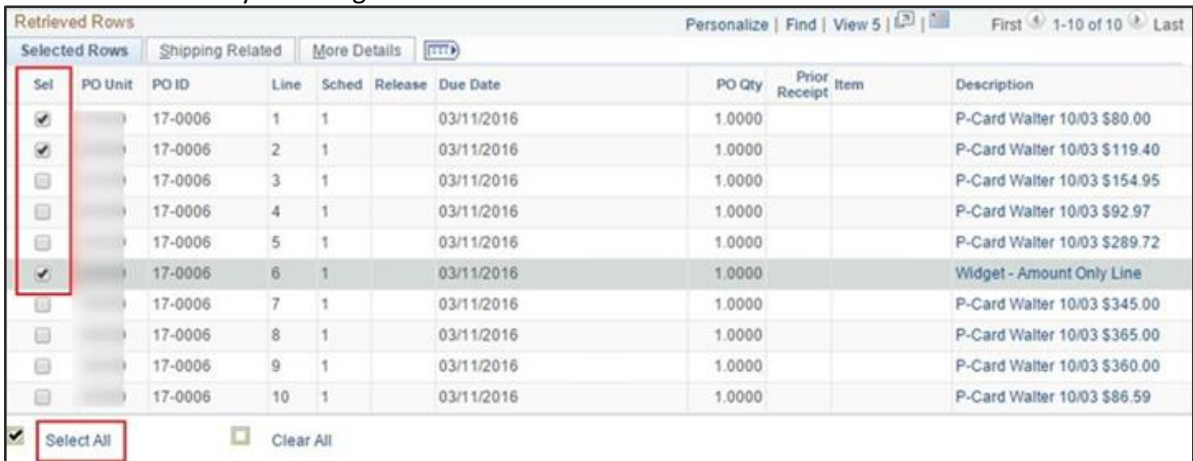 Retrieved Rows Personalize | Find | View 5 | | First 1-10 of 10 Last
Selected Rows Shipping Related More Details
Sel PO Unit PO ID Line Sched Release Due Date PO Qty Prior Receipt Item Description
17-0006 1 1 03/11/2016 1.0000 P-Card Walter 10/03 $80.00
17-0006 2 1 03/11/2016 1.0000 P-Card Walter 10/03 $119.40
17-0006 3 1 03/11/2016 1.0000 P-Card Walter 10/03 $154.95
17-0006 4 1 03/11/2016 1.0000 P-Card Walter 10/03 $92.97
17-0006 5 1 03/11/2016 1.0000 P-Card Walter 10/03 $289.72
17-0006 6 1 03/11/2016 1.0000 Widget - Amount Only Line
17-0006 7 1 03/11/2016 1.0000 P-Card Walter 10/03 $345.00
17-0006 8 1 03/11/2016 1.0000 P-Card Walter 10/03 $365.00
17-0006 9 1 03/11/2016 1.0000 P-Card Walter 10/03 $360.00
17-0006 10 1 03/11/2016 1.0000 P-Card Walter 10/03 $86.59
Select All Clear All